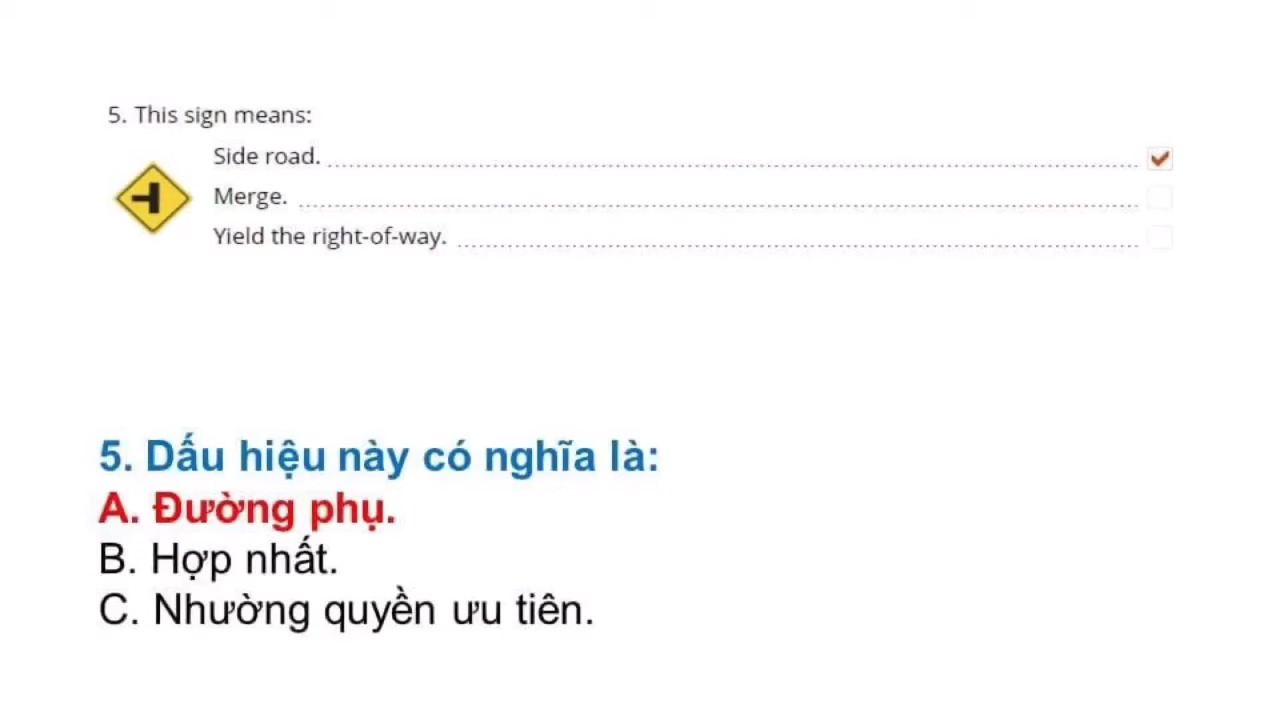 5. This sign means:
Side road.
Merge.
Yield the right-of-way.
5. Dấu hiệu này có nghĩa là:
A. Đường phụ.
B. Hợp nhất.
C. Nhường quyền ưu tiên.